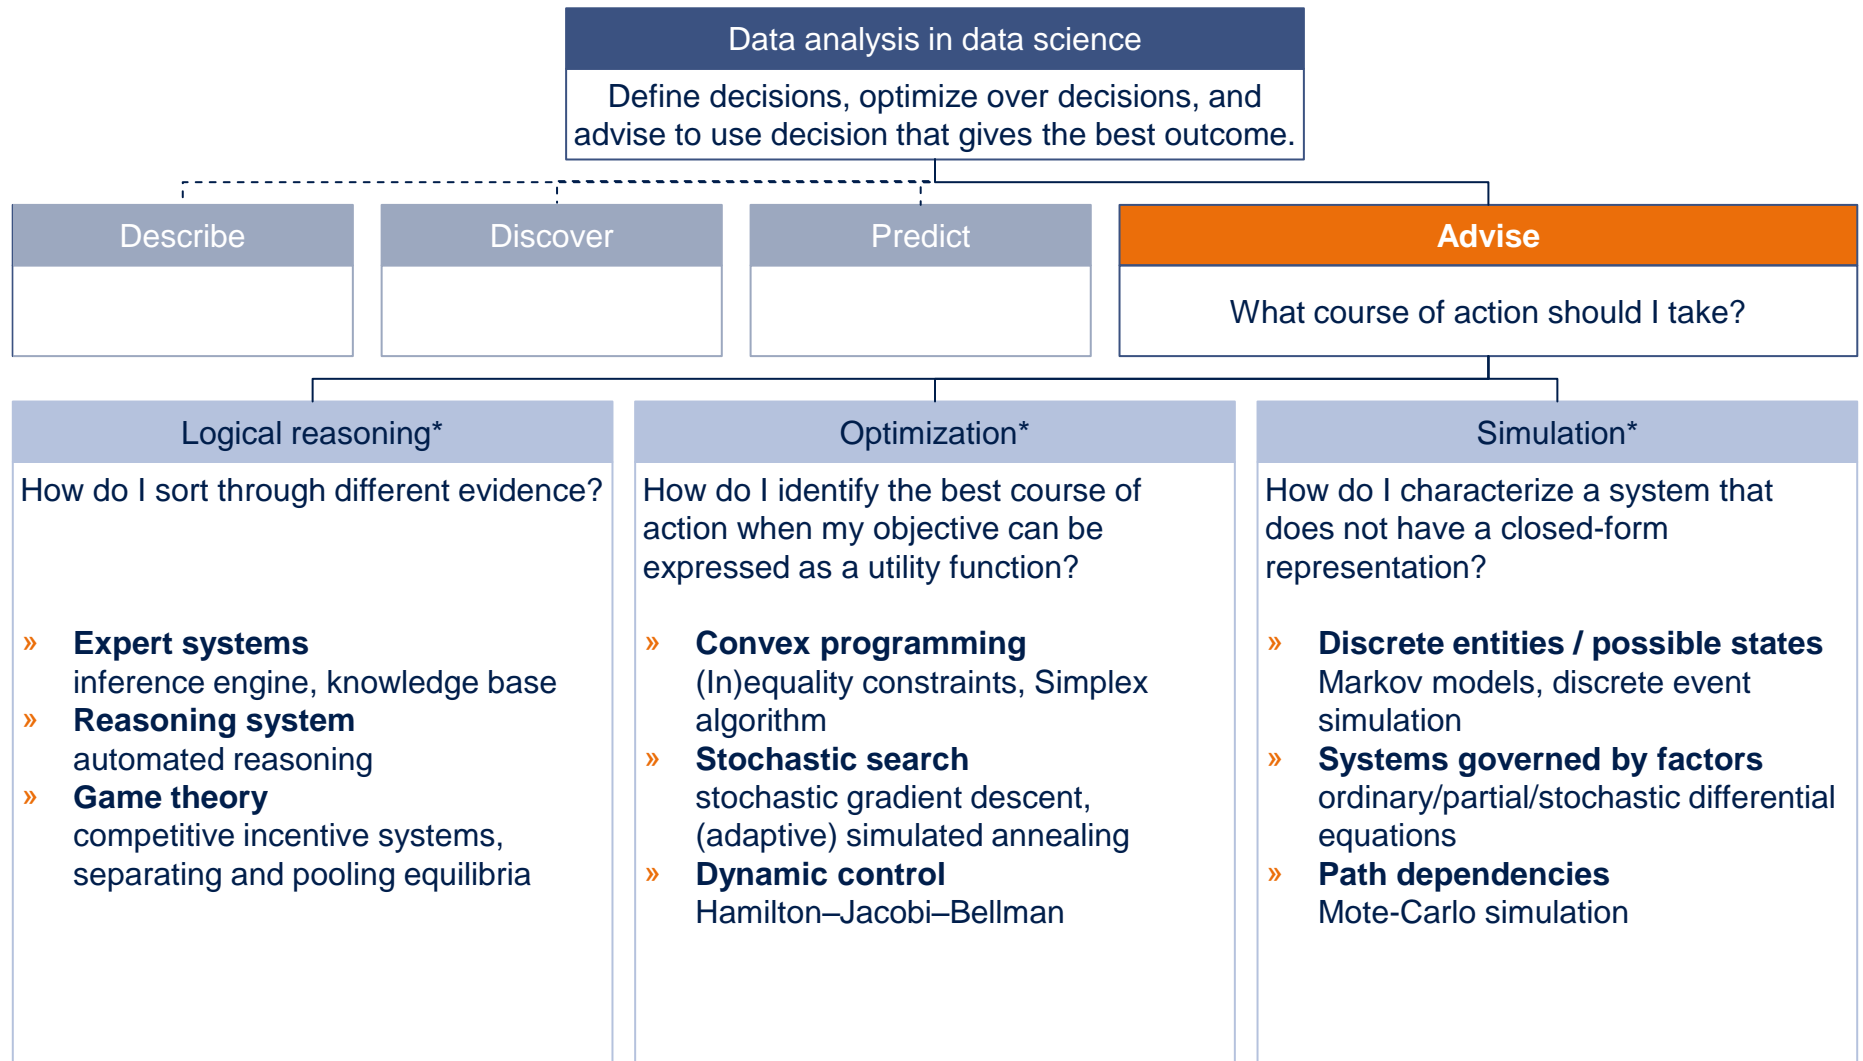 Data analysis in data science
Define decisions, optimize over decisions, and
advise to use decision that gives the best outcome.
Describe
Discover
Predict
Advise
What course of action should I take?
Logical reasoning*
How do I sort through different evidence?
» Expert systems
inference engine, knowledge base
» Reasoning system
automated reasoning
» Game theory
competitive incentive systems,
separating and pooling equilibria
Optimization*
How do I identify the best course of
action when my objective can be
expressed as a utility function?
» Convex programming
(In)equality constraints, Simplex
algorithm
» Stochastic search
stochastic gradient descent,
(adaptive) simulated annealing
» Dynamic control
Hamilton–Jacobi–Bellman
Simulation*
How do I characterize a system that
does not have a closed-form
representation?
» Discrete entities / possible states
Markov models, discrete event
simulation
» Systems governed by factors
ordinary/partial/stochastic differential
equations
» Path dependencies
Mote-Carlo simulation